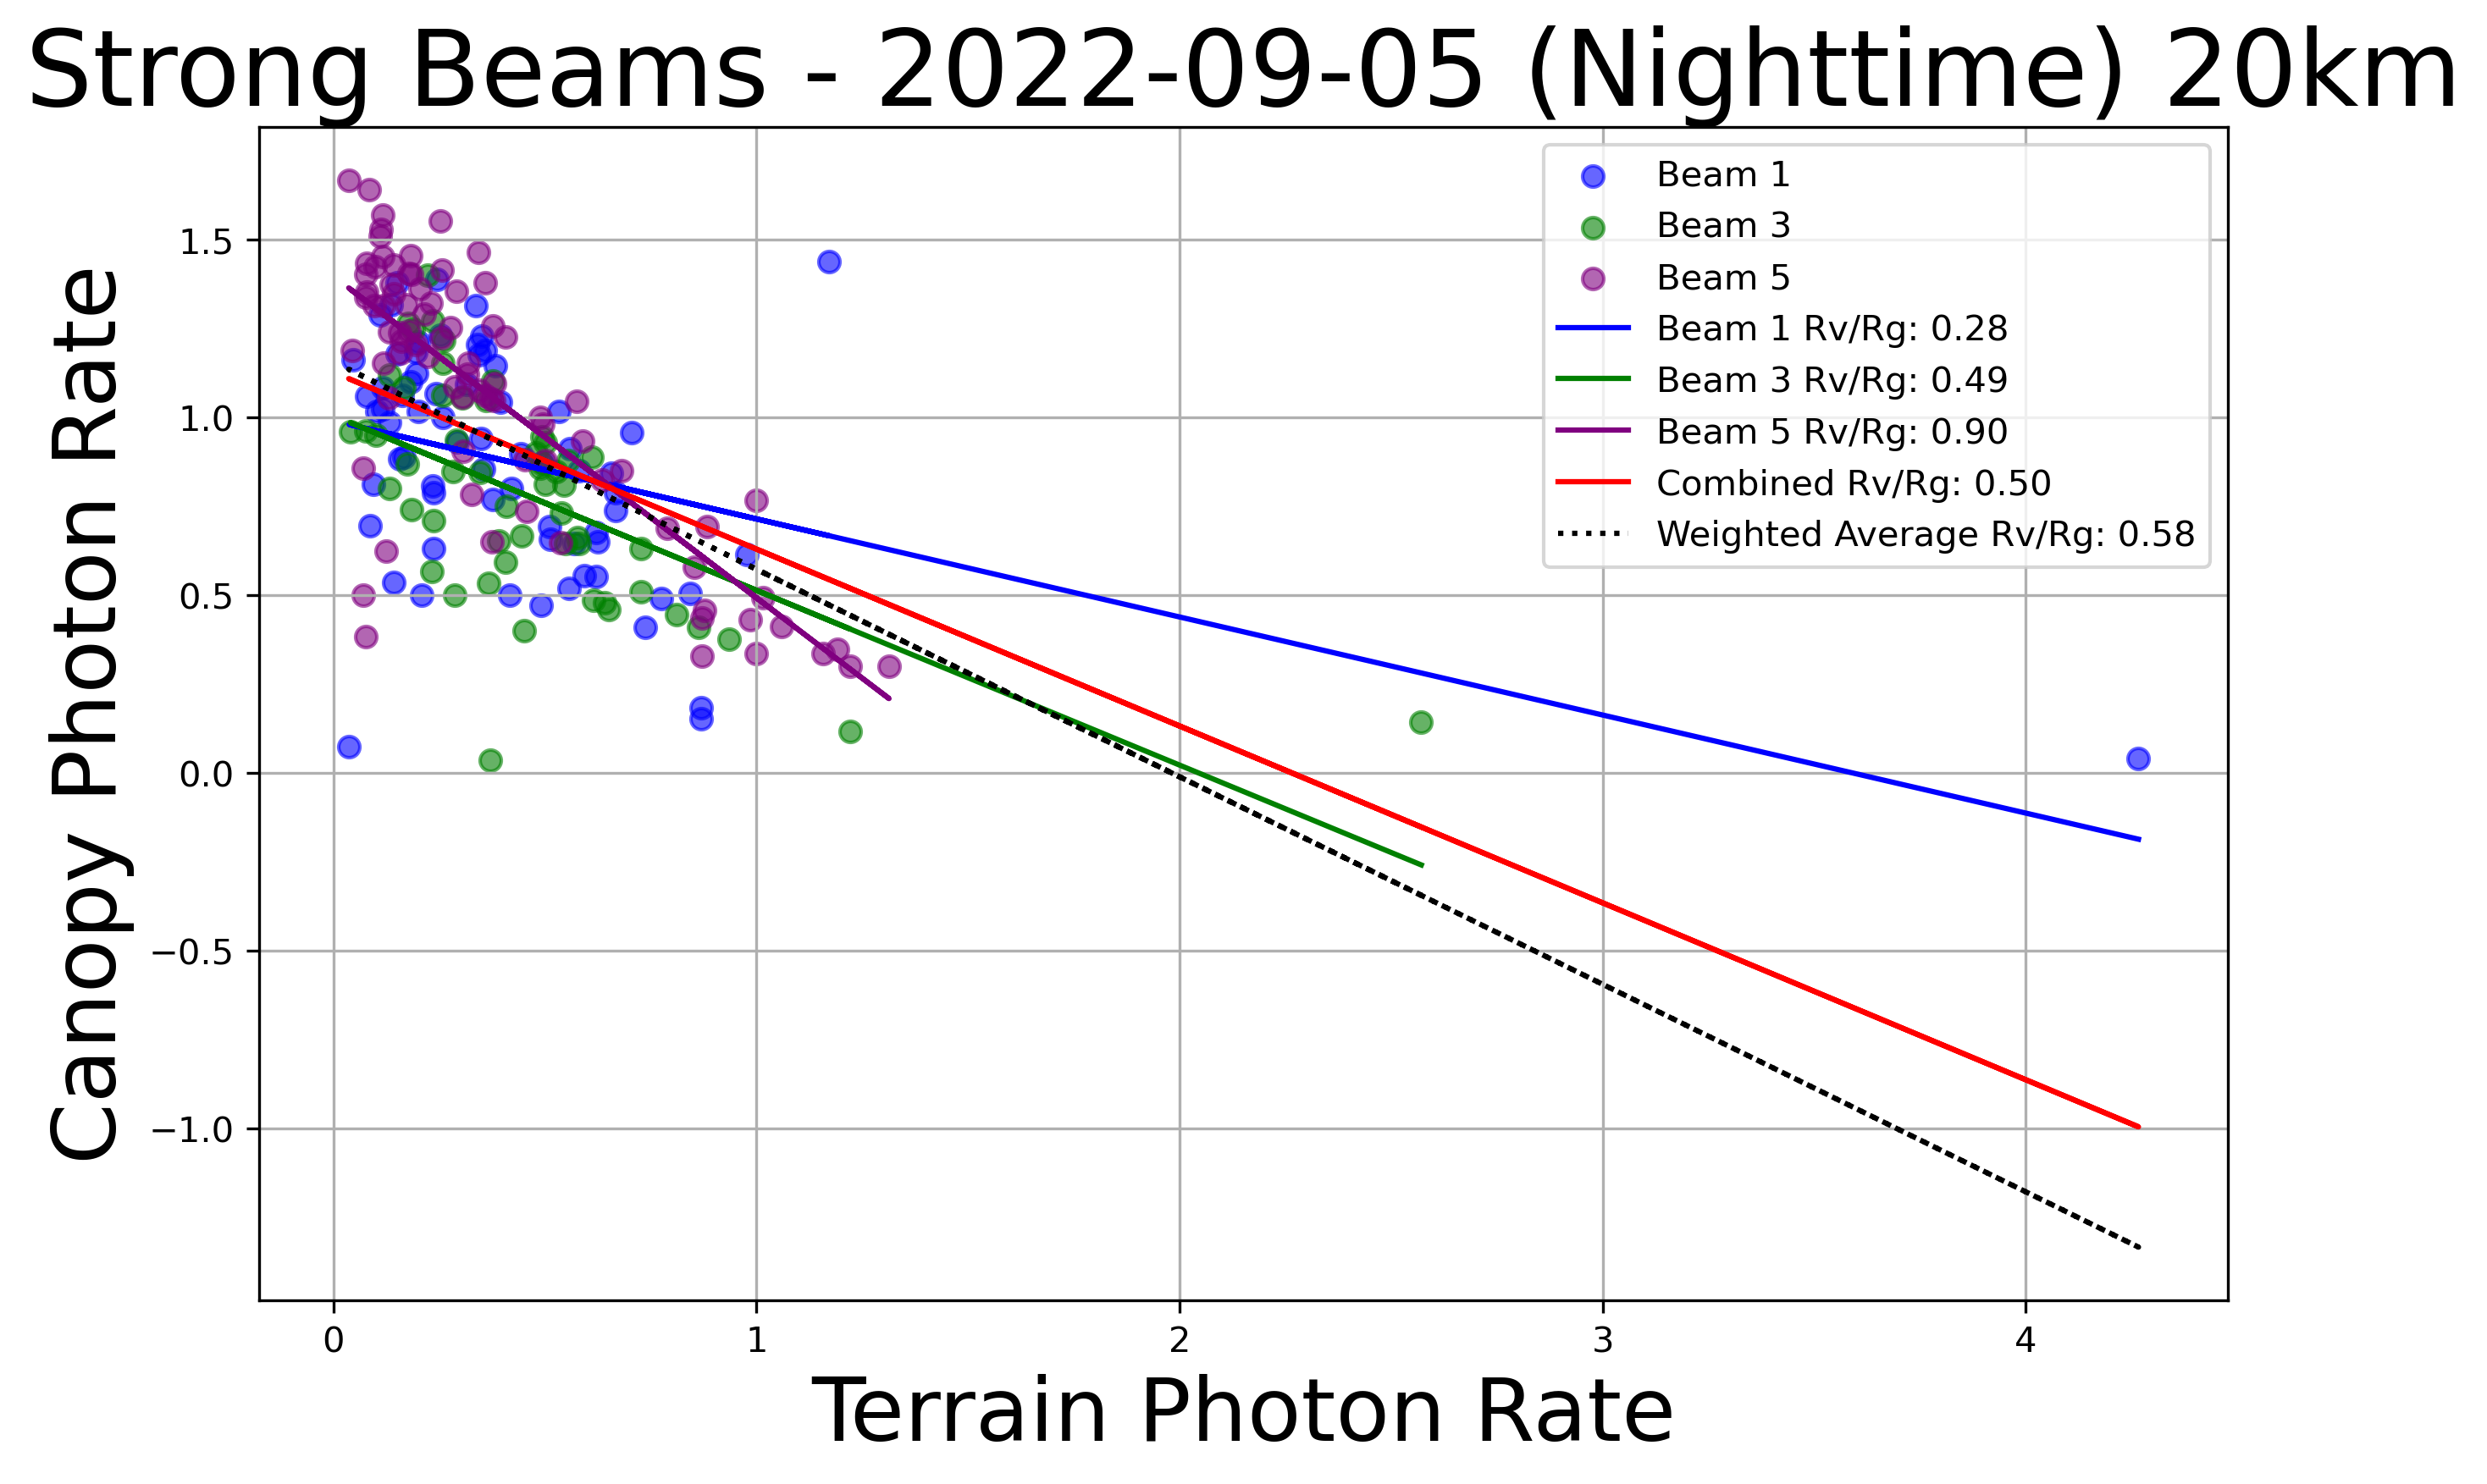 Strong Beams - 2022-09-05 (Nighttime) 20km
Canopy Photon Rate
1.5
1.0
0.5
0.0
−0.5
−1.0
Beam 1
Beam 3
Beam 5
Beam 1 Rv/Rg: 0.28
Beam 3 Rv/Rg: 0.49
Beam 5 Rv/Rg: 0.90
Combined Rv/Rg: 0.50
Weighted Average Rv/Rg: 0.58
0 1 2 3 4
Terrain Photon Rate